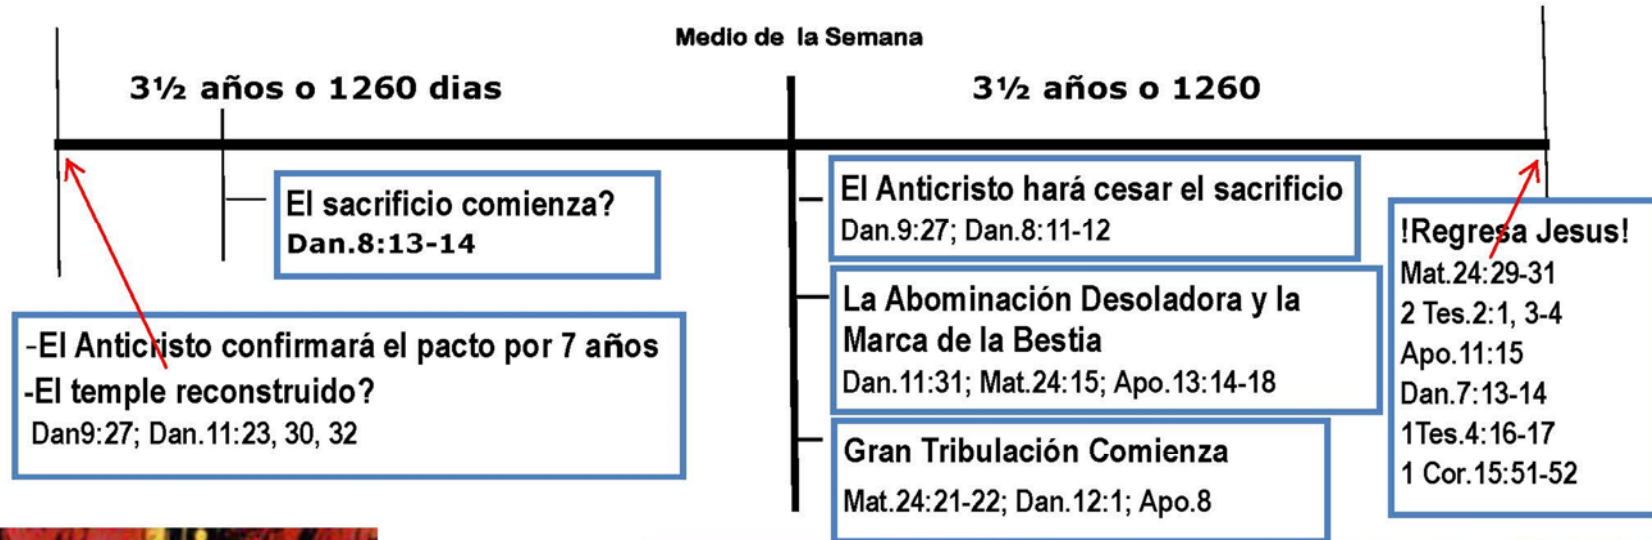 Medio de la Semana
3½ años o 1260 dias
3½ años o 1260
El sacrificio comienza?
Dan.8:13-14
-El Anticristo confirmará el pacto por 7 años
-El temple reconstruido?
Dan9:27; Dan.11:23, 30, 32
El Anticristo hará cesar el sacrificio
Dan.9:27; Dan.8:11-12
La Abominación Desoladora y la
Marca de la Bestia
Dan.11:31; Mat.24:15; Apo.13:14-18
Gran Tribulación Comienza
Mat.24:21-22; Dan.12:1; Apo.8
!Regresa Jesus!
Mat.24:29-31
2 Tes.2:1, 3-4
Apo.11:15
Dan.7:13-14
1Tes.4:16-17
1 Cor.15:51-52